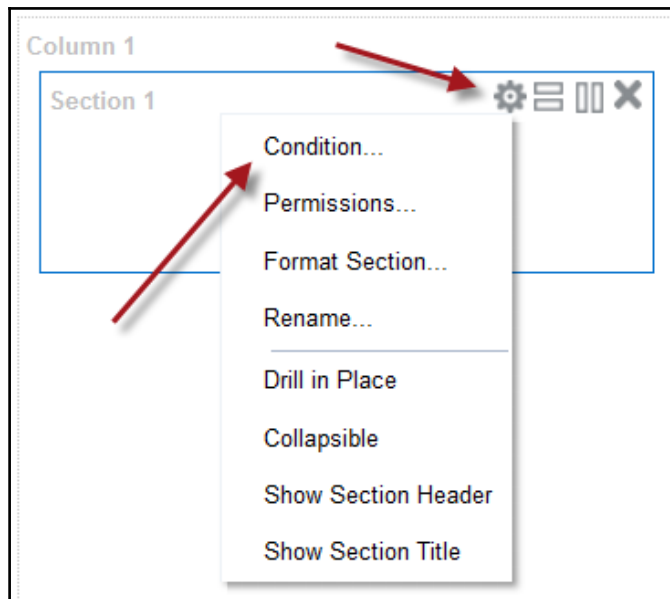 Column 1
Section 1
Condition...
Permissions...
Format Section...
Rename...
Drill in Place
Collapsible
Show Section Header
Show Section Title